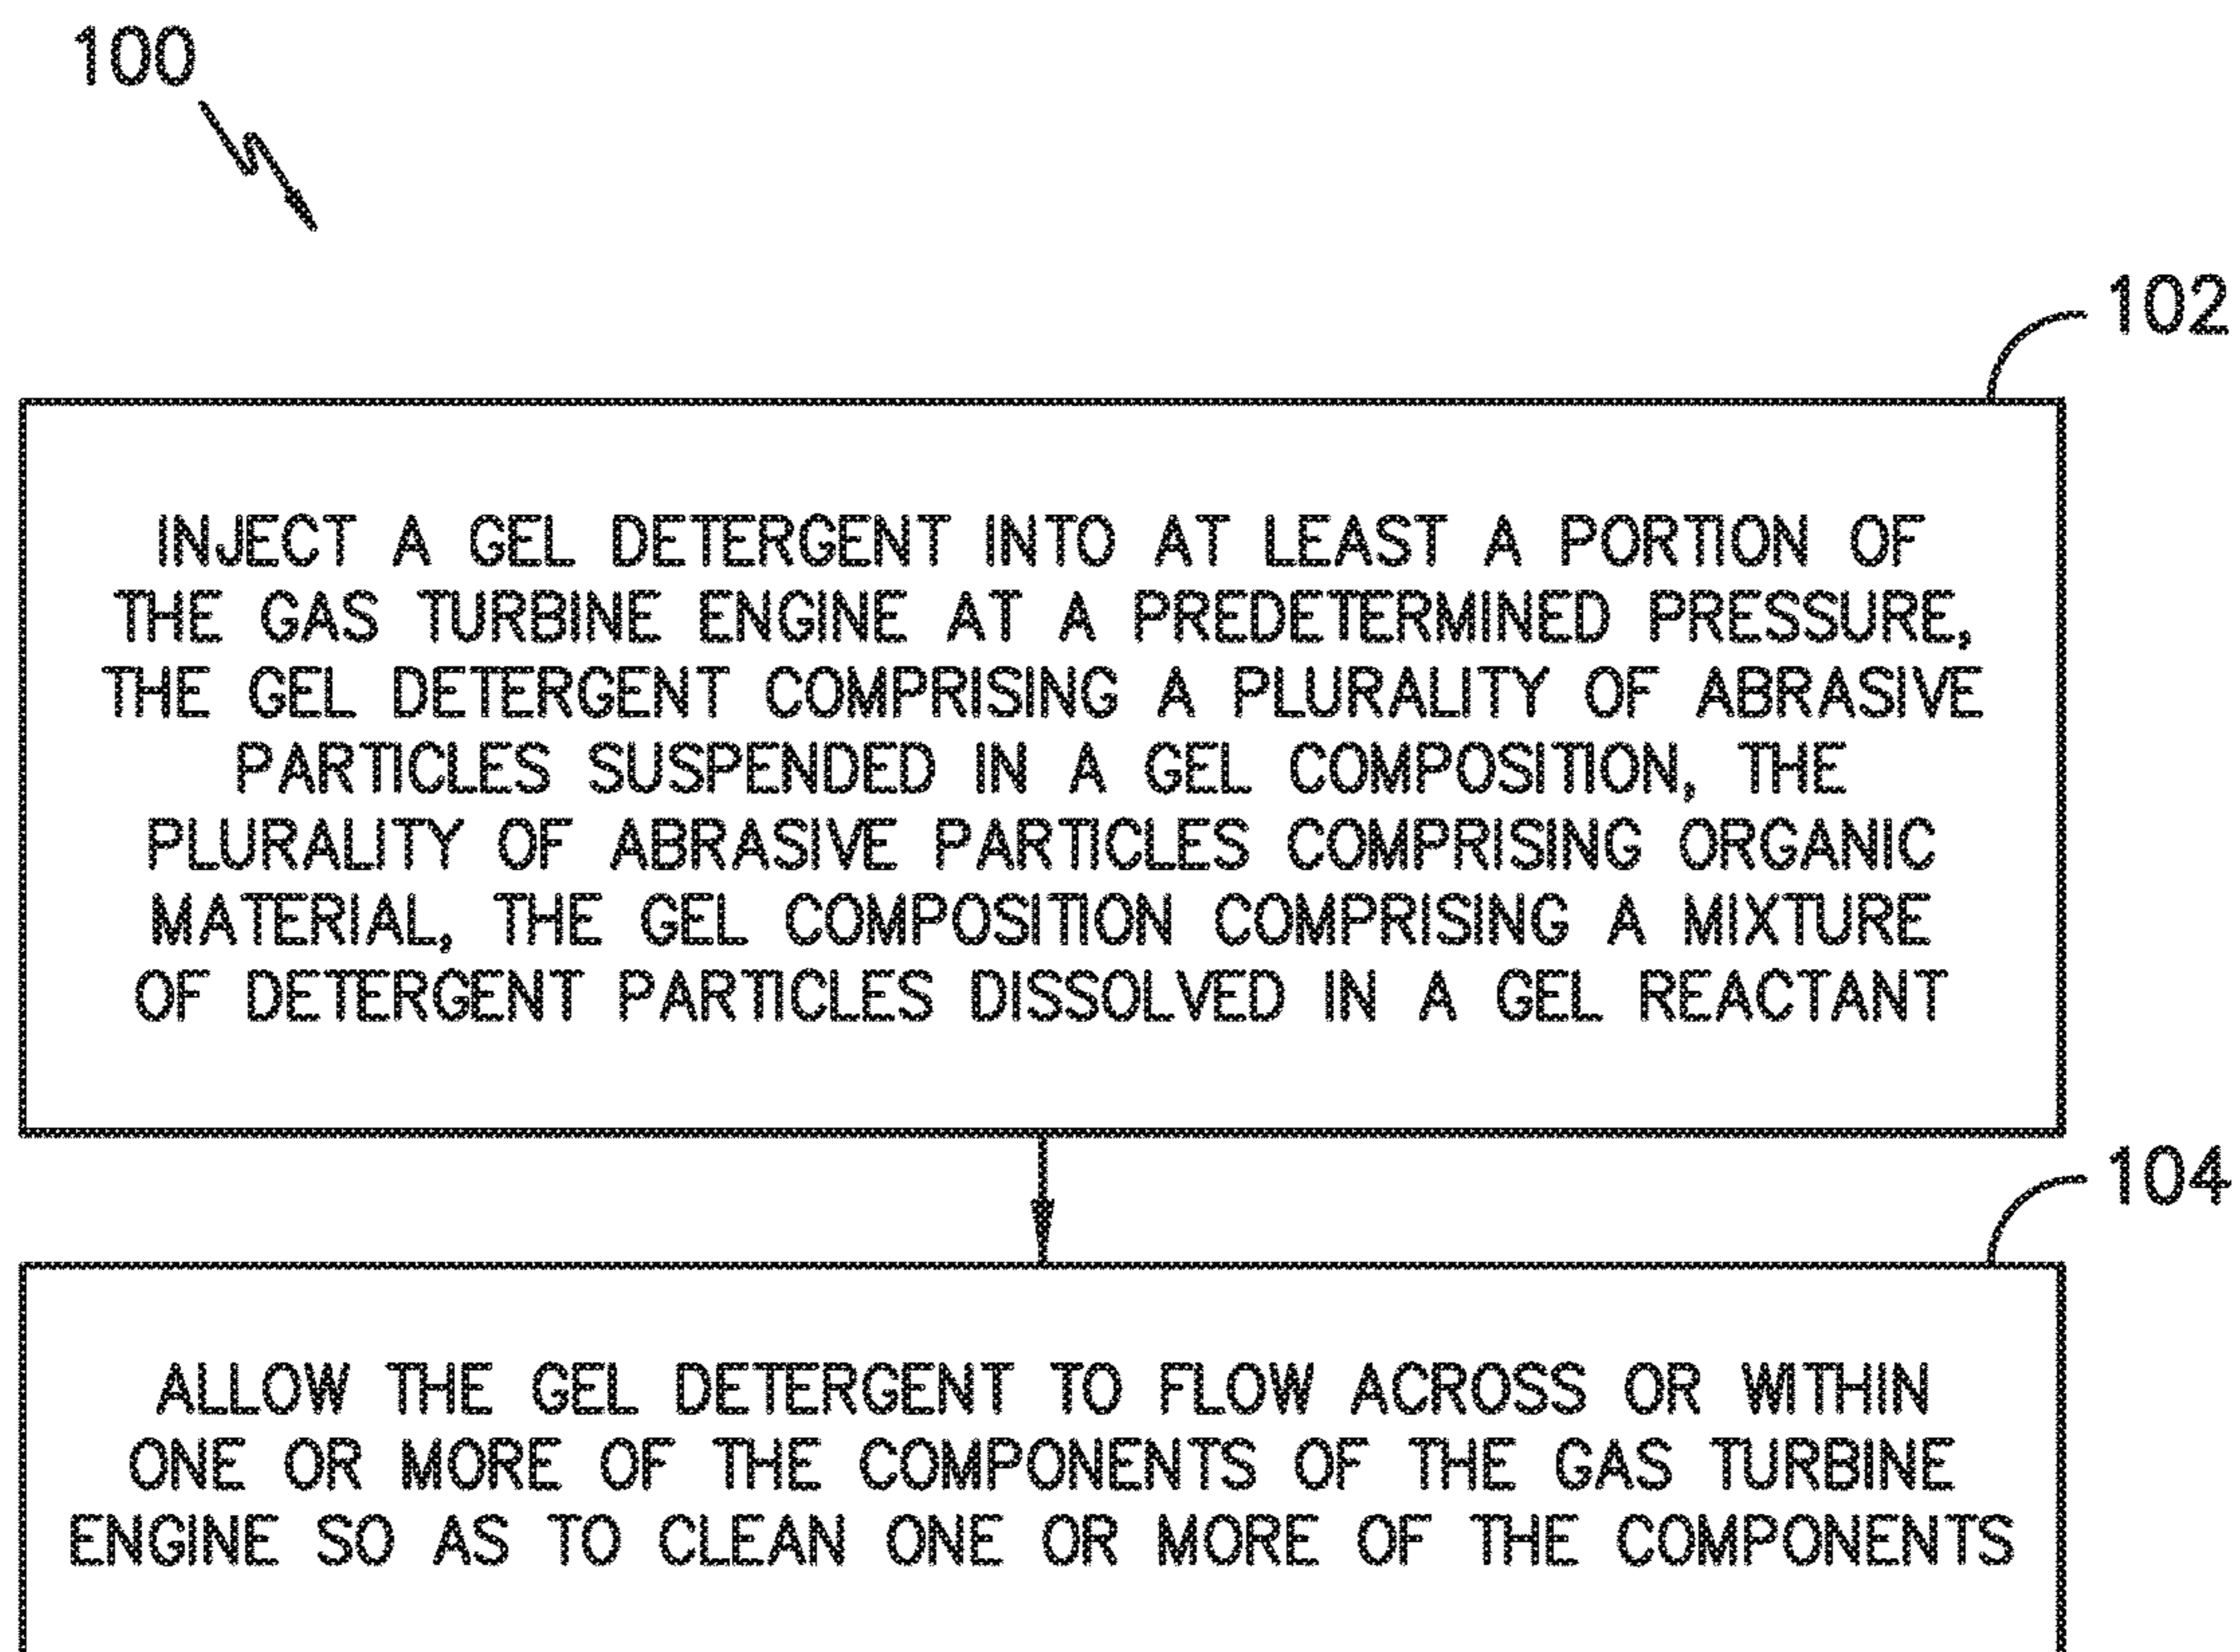 100
102
INJECT A GEL DETERGENT INTO AT LEAST A PORTION OF
THE GAS TURBINE ENGINE AT A PREDETERMINED PRESSURE,
THE GEL DETERGENT COMPRISING A PLURALITY OF ABRASIVE
PARTICLES SUSPENDED IN A GEL COMPOSITION, THE
PLURALITY OF ABRASIVE PARTICLES COMPRISING ORGANIC
MATERIAL, THE GEL COMPOSITION COMPRISING A MIXTURE
OF DETERGENT PARTICLES DISSOLVED IN A GEL REACTANT
104
ALLOW THE GEL DETERGENT TO FLOW ACROSS OR WITHIN
ONE OR MORE OF THE COMPONENTS OF THE GAS TURBINE
ENGINE SO AS TO CLEAN ONE OR MORE OF THE COMPONENTS